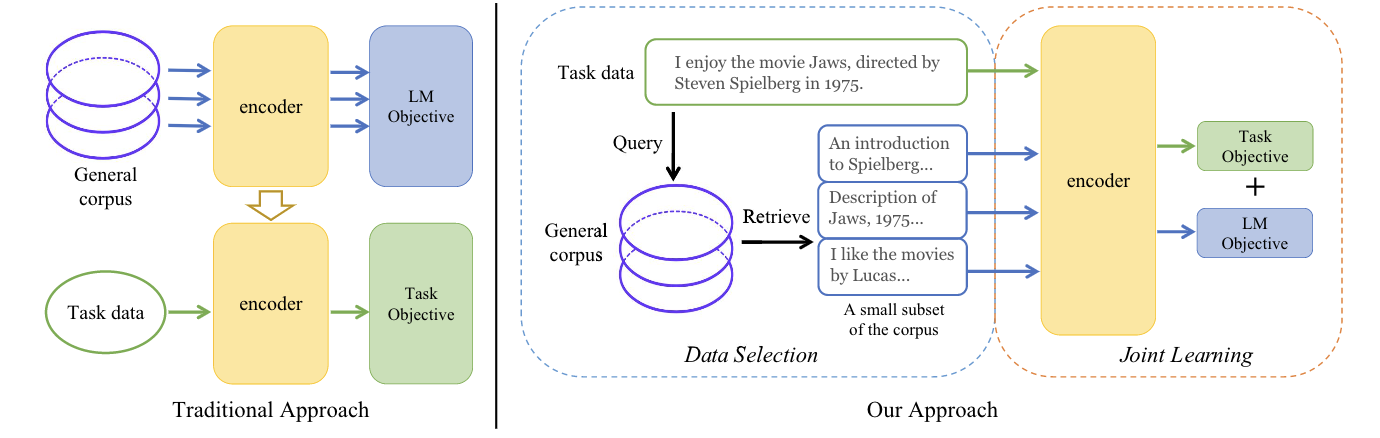 General
corpus
encoder
LM
Objective
Task data
encoder
Task
Objective
Traditional Approach
Task data
I enjoy the movie Jaws, directed by
Steven Spielberg in 1975.
Query
General
corpus
Retrieve
An introduction
to Spielberg...
Description of
Jaws, 1975...
I like the movies
by Lucas...
A small subset
of the corpus
Data Selection
encoder
Task
Objective
+
LM
Objective
Joint Learning
Our Approach